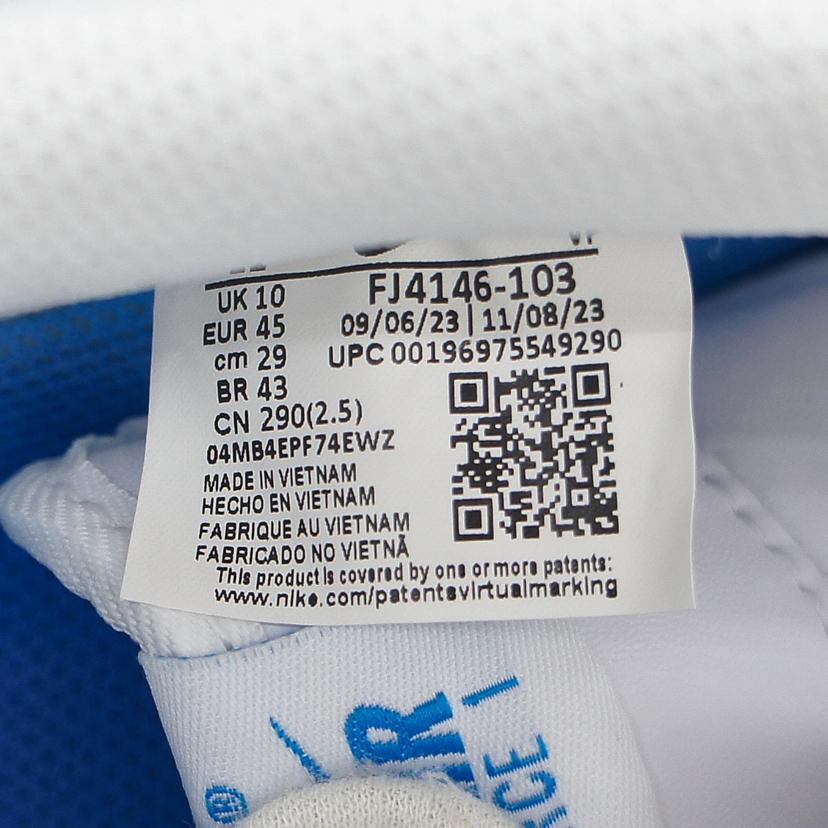 UK 10
FJ4146-103
EUR 45
09/06/23 | 11/08/23
cm 29
UPC 00196975549290
BR 43
CN 290(2.5)
04MB4EPF74EWZ
MADE IN VIETNAM
HECHO EN VIETNAM
FABRIQUE AU VIETNAM
FABRICADO NO VIETNÃ
This product is covered by one or more patents:
www.nike.com/patentsvirtualmarking
®